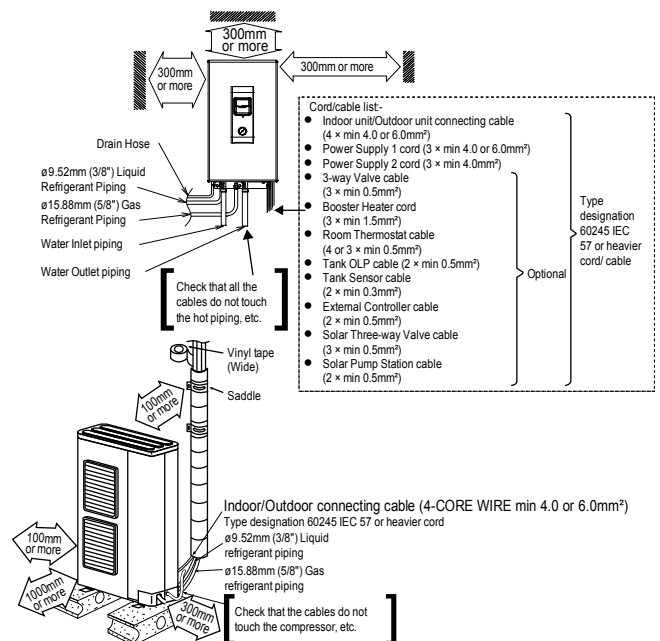 300mm
or more
300mm
or more
300mm
or more
Cord/cable list:-
● Indoor unit/Outdoor unit connecting cable
(4 × min 4.0 or 6.0mm²)
● Power Supply 1 cord (3 × min 4.0 or 6.0mm²)
● Power Supply 2 cord (3 × min 4.0mm²)
● 3-way Valve cable
(3 × min 0.5mm²)
● Booster Heater cord
(3 × min 1.5mm²)
● Room Thermostat cable
(4 or 3 × min 0.5mm²)
● Tank OLP cable (2 × min 0.5mm²)
● Tank Sensor cable
(2 × min 0.3mm²)
● External Controller cable
(2 × min 0.5mm²)
● Solar Three-way Valve cable
(3 × min 0.5mm²)
● Solar Pump Station cable
(2 × min 0.5mm²)
Optional
Type
designation
60245 IEC
57 or heavier
cord/ cable
Drain Hose
ø9.52mm (3/8") Liquid
Refrigerant Piping
ø15.88mm (5/8") Gas
Refrigerant Piping
Water Inlet piping
Water Outlet piping
Check that all the
cables do not touch
the hot piping, etc.
Vinyl tape
(Wide)
Saddle
100mm
or more
Indoor/Outdoor connecting cable (4-CORE WIRE min 4.0 or 6.0mm²)
Type designation 60245 IEC 57 or heavier cord
ø9.52mm (3/8") Liquid
refrigerant piping
ø15.88mm (5/8") Gas
refrigerant piping
100mm
or more
1000mm
or more
300mm
or more
Check that the cables do not
touch the compressor, etc.